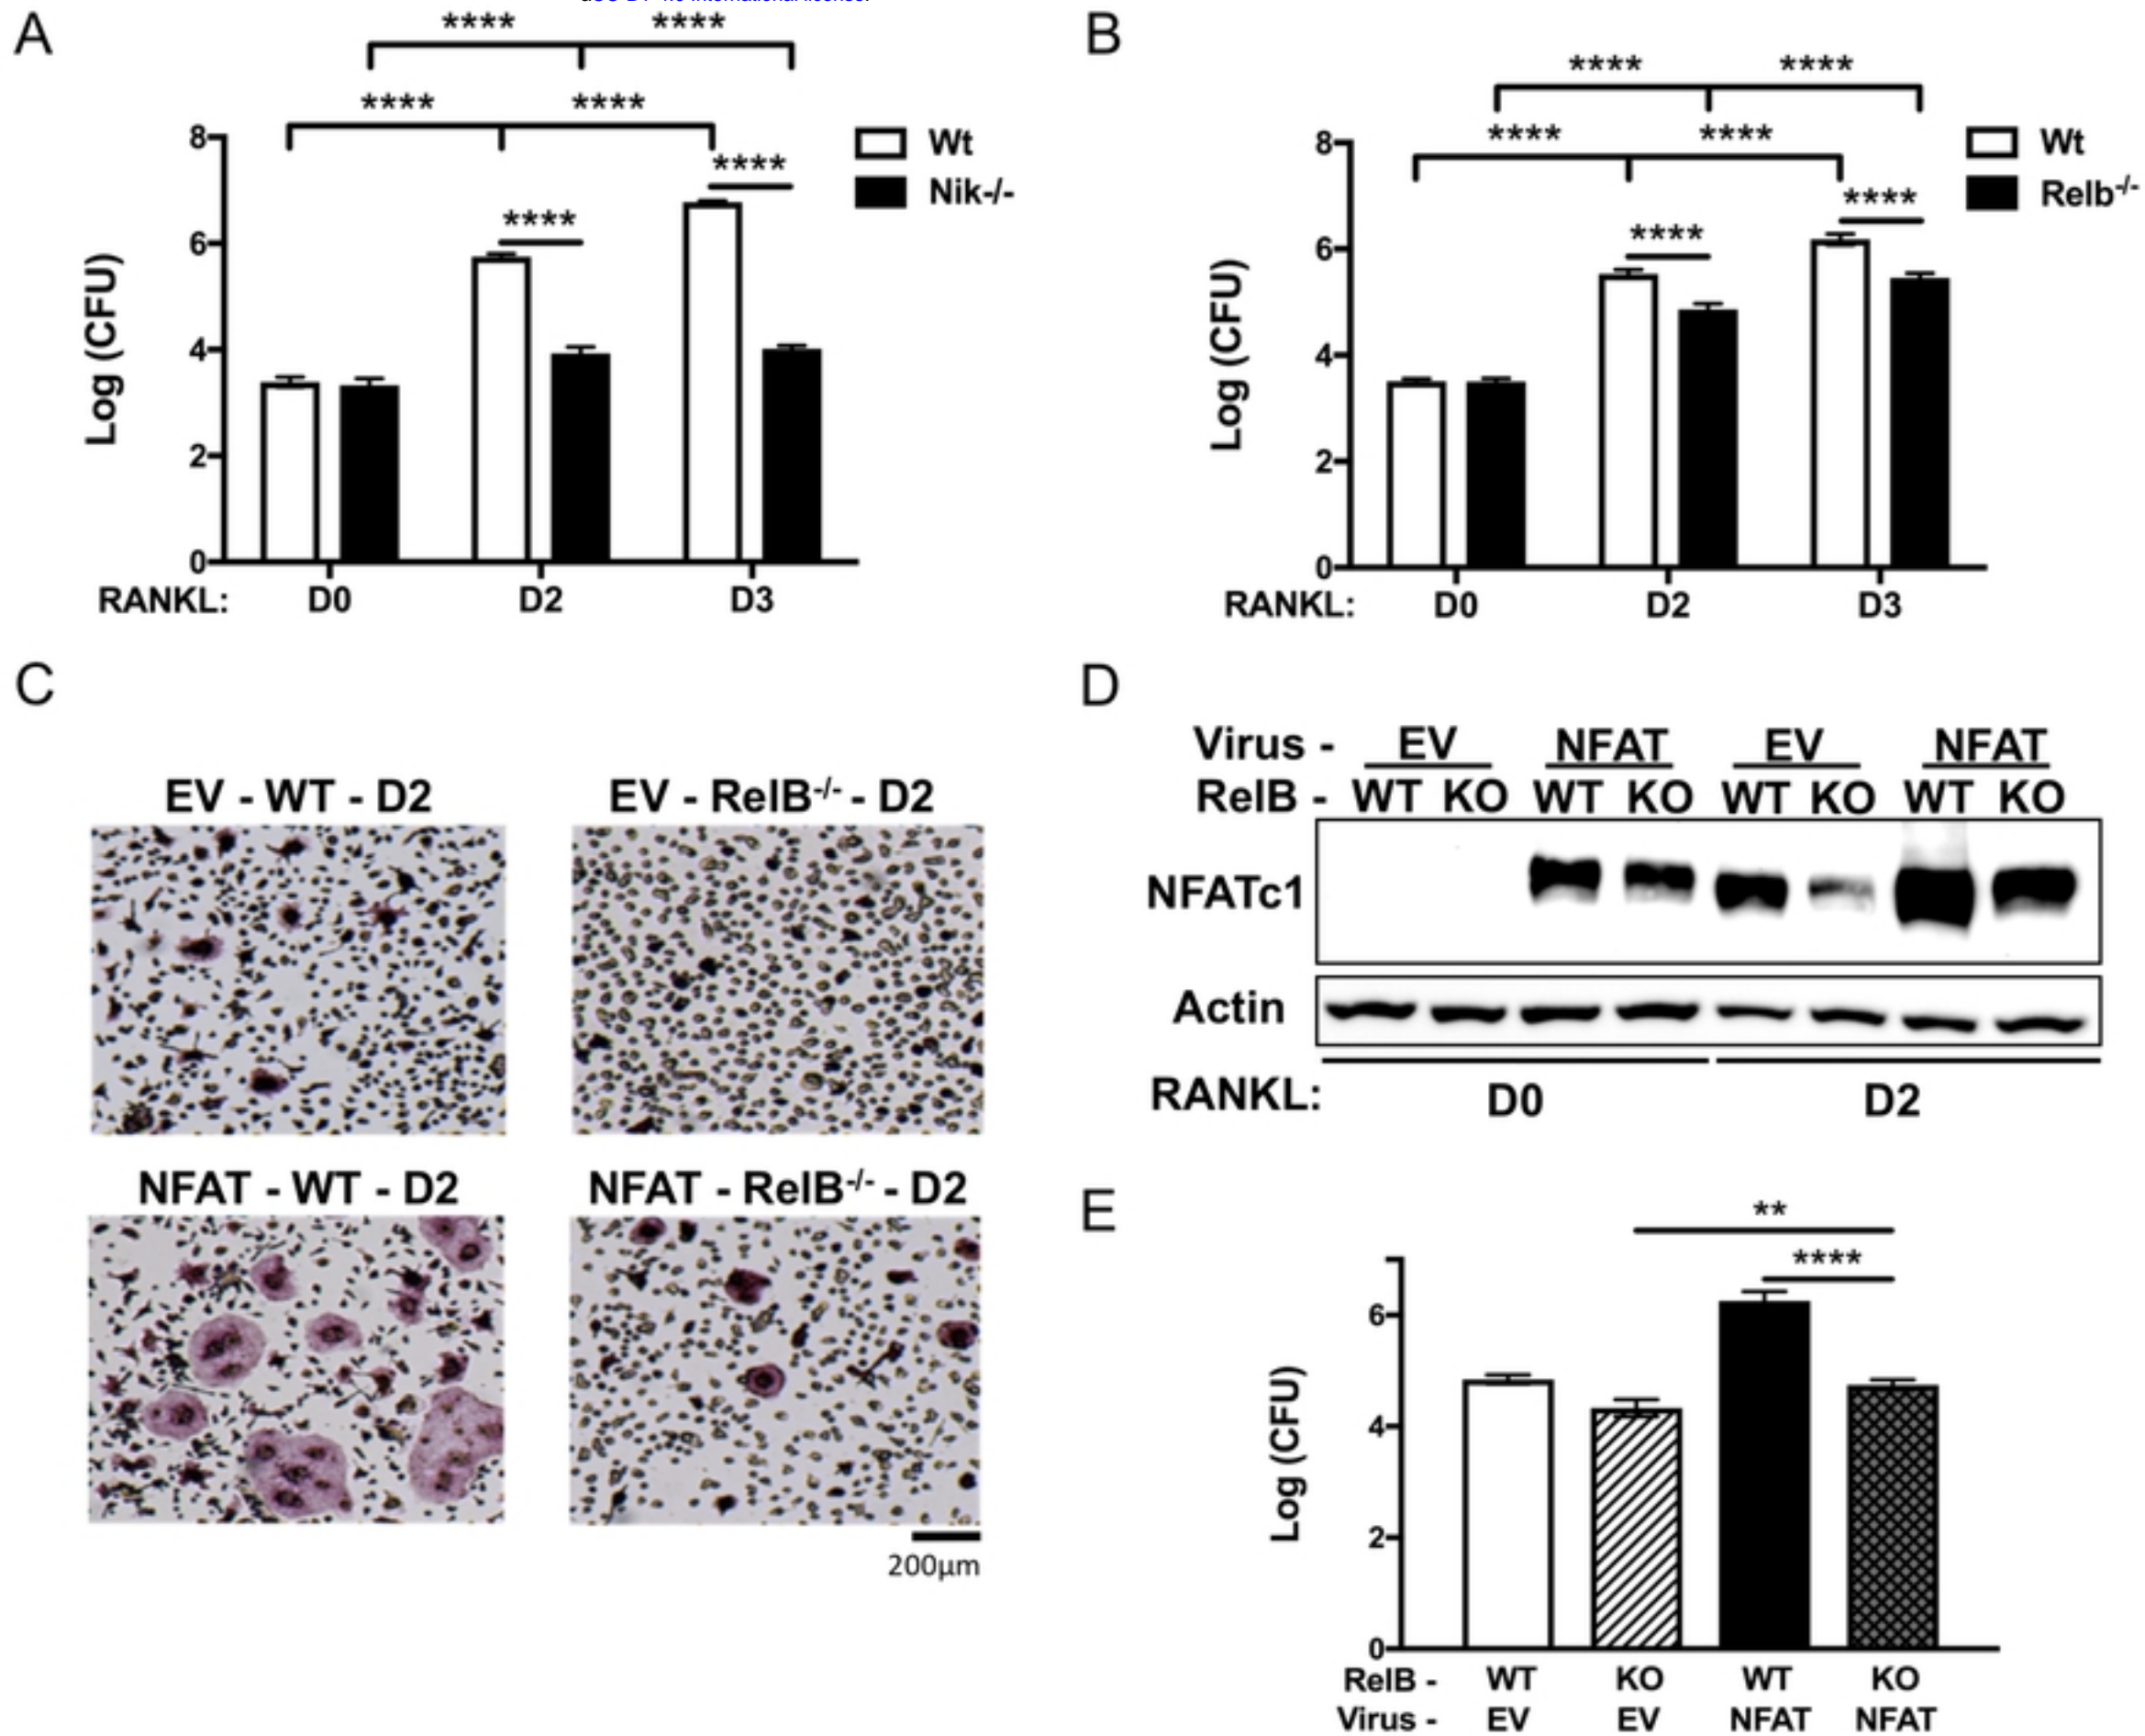 A
**** ****
**** ****
****
****
Log (CFU)
8
6
4
2
0
Wt
Nik-/-
RANKL: D0 D2 D3
B
**** ****
**** ****
****
****
Log (CFU)
8
6
4
2
0
Wt
Relb-/-
RANKL: D0 D2 D3
C
EV - WT - D2
EV - RelB-/- - D2
NFAT - WT - D2
NFAT - RelB-/- - D2
200µm
D
Virus - EV NFAT EV NFAT
RelB - WT KO WT KO WT KO WT KO
NFATc1
Actin
RANKL: D0 D2
E
**
****
Log (CFU)
6
4
2
0
RelB - WT KO WT KO
Virus - EV EV NFAT NFAT